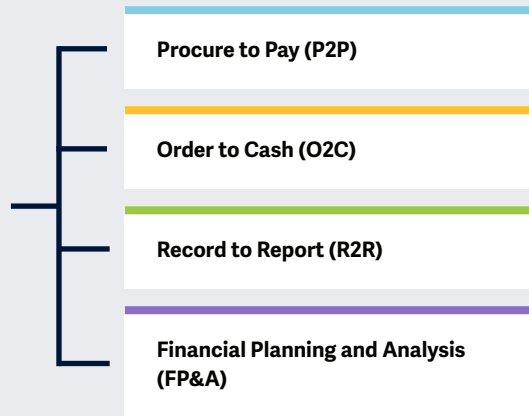 Procure to Pay (P2P)
Order to Cash (O2C)
Record to Report (R2R)
Financial Planning and Analysis
(FP&A)